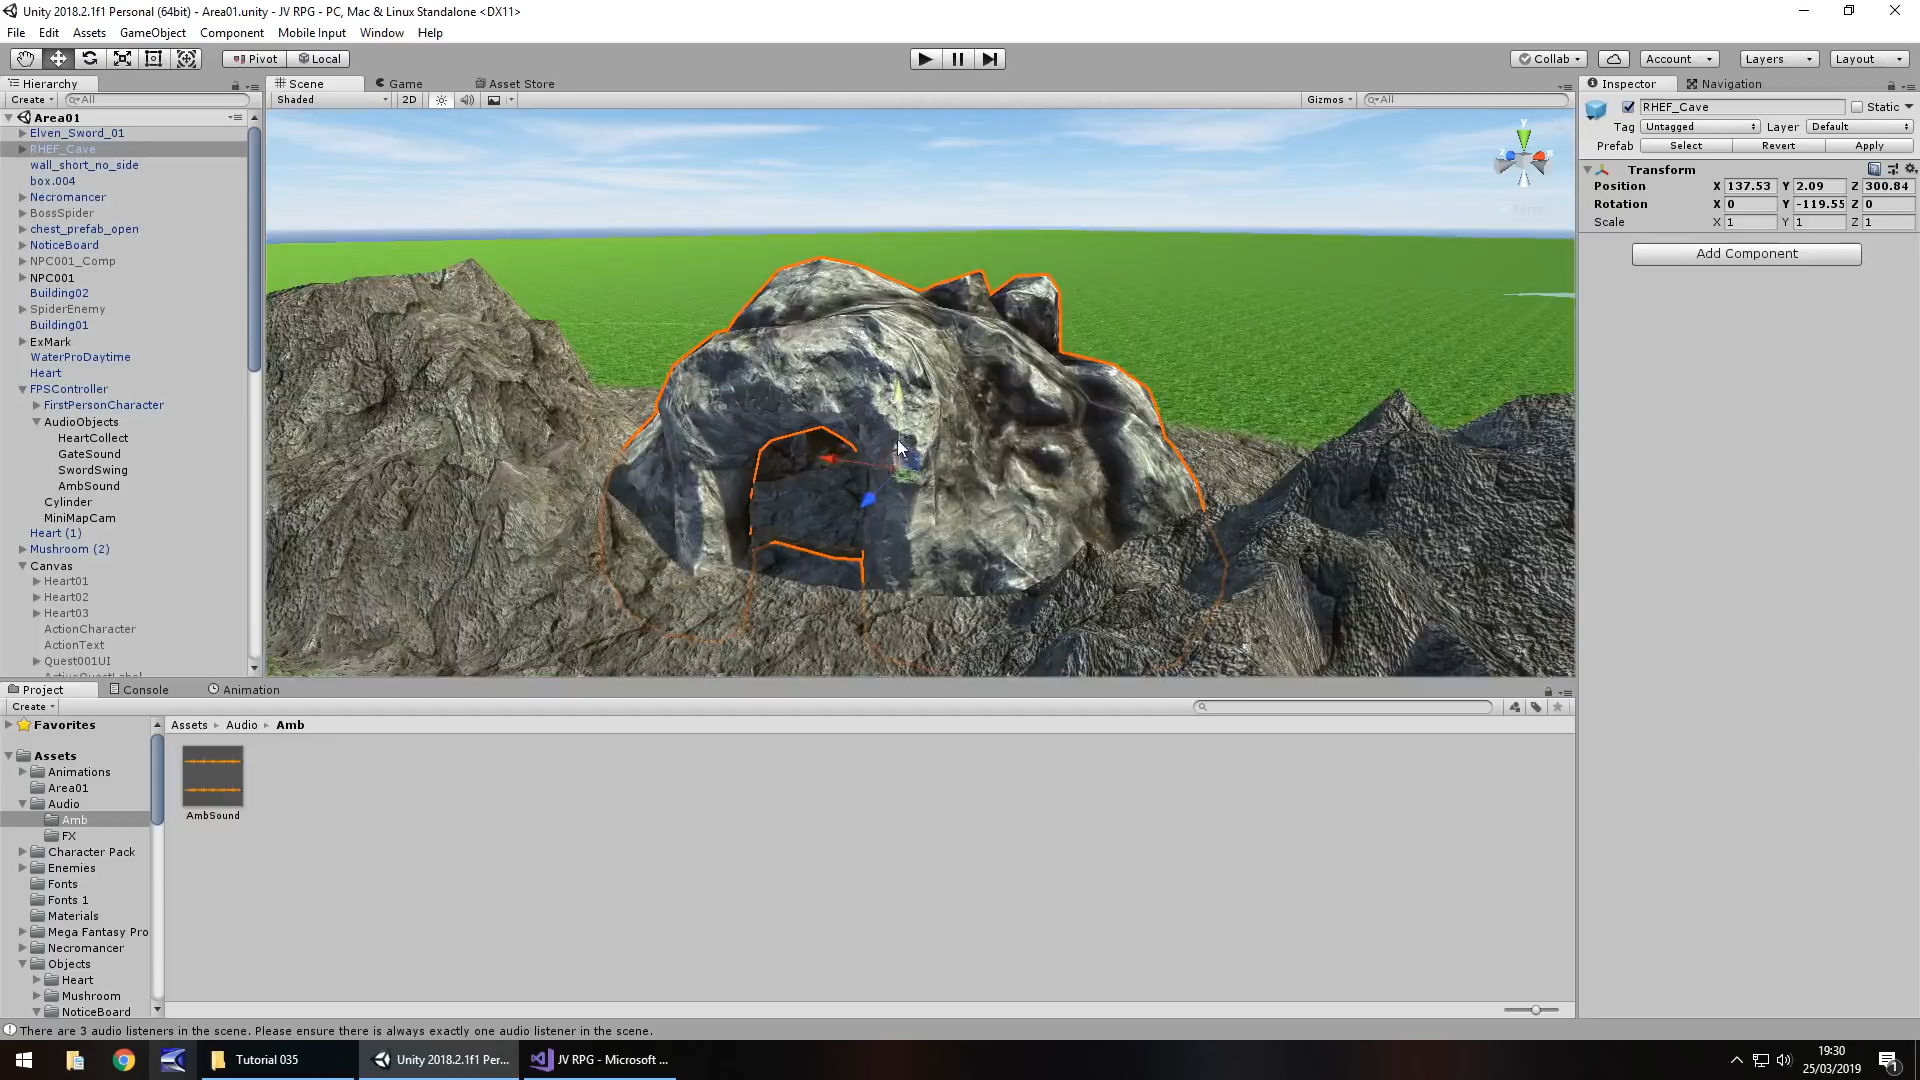 Unity 2018.2.1f1 Personal (64bit) - Area01.unity - JV RPG - PC, Mac & Linux Standalone <DX11>
File Edit Assets GameObject Component Mobile Input Window Help
Pivot Local Collab Account Layers Layout
Hierarchy Scene Game Asset Store Inspector Navigation
Create All Shaded 2D Gizmos All RHEF_Cave Static
Area01
Tag Untagged Layer Default
Elven_Sword_01
RHEF_Cave
Prefab Select Revert Apply
wall_short_no_side
Transform
box.004
Position X 137.53 Y 2.09 Z 300.84
Necromancer
Rotation X 0 Y -119.55 Z 0
BossSpider
Scale X 1 Y 1 Z 1
chest_prefab_open
NoticeBoard
Add Component
NPC001_Comp
NPC001
Building02
SpiderEnemy
Building01
ExMark
WaterProDaytime
Heart
FPSController
FirstPersonCharacter
AudioObjects
HeartCollect
GateSound
SwordSwing
AmbSound
Cylinder
MiniMapCam
Heart (1)
Mushroom (2)
Canvas
Heart01
Heart02
Heart03
ActionCharacter
ActionText
Quest001UI
Project Console Animation
Create
Favorites Assets Audio Amb
Assets
Animations
Area01
Audio
Amb
AmbSound
FX
Character Pack
Enemies
Fonts
Fonts 1
Materials
Mega Fantasy Pro
Necromancer
Objects
Heart
Mushroom
NoticeBoard
There are 3 audio listeners in the scene. Please ensure there is always exactly one audio listener in the scene.
Tutorial 035 Unity 2018.2.1f1 Per... JV RPG - Microsoft ...
19:30
25/03/2019
1